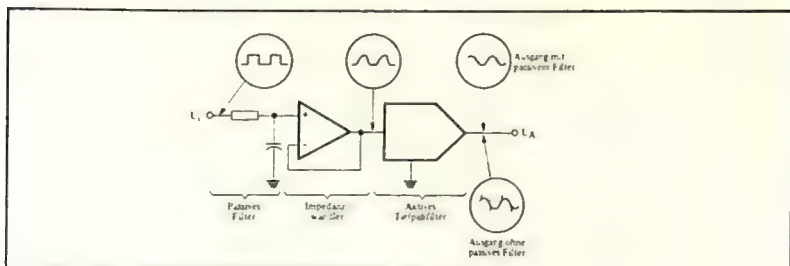 Ausgang mit
passivem Filter
+
-
Passives
Filter
Impedanz
wandler
Aktives
Tiefpaßfilter
Ausgang ohne
passives Filter